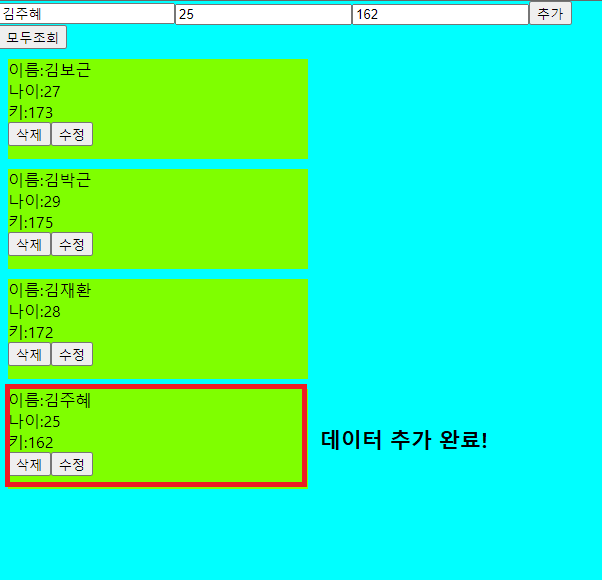 김주혜 25 162 추가
모두조회
이름:김보근
나이:27
키:173
삭제 수정
이름:김박근
나이:29
키:175
삭제 수정
이름:김재환
나이:28
키:172
삭제 수정
이름:김주혜
나이:25
키:162
삭제 수정
데이터 추가 완료!